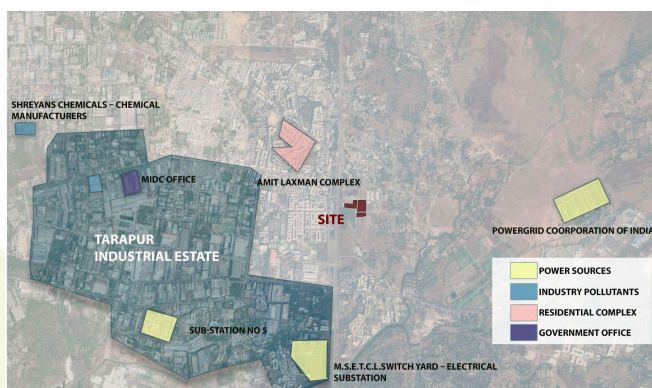 SHREYANS CHEMICALS – CHEMICAL
MANUFACTURERS
MIDC OFFICE
AMIT LAXMAN COMPLEX
SITE
POWERGRID COORPORATION OF INDIA
TARAPUR
INDUSTRIAL ESTATE
POWER SOURCES
INDUSTRY POLLUTANTS
RESIDENTIAL COMPLEX
GOVERNMENT OFFICE
SUB-STATION NO 5
M.S.E.T.C.L.SWITCH YARD – ELECTRICAL
SUBSTATION